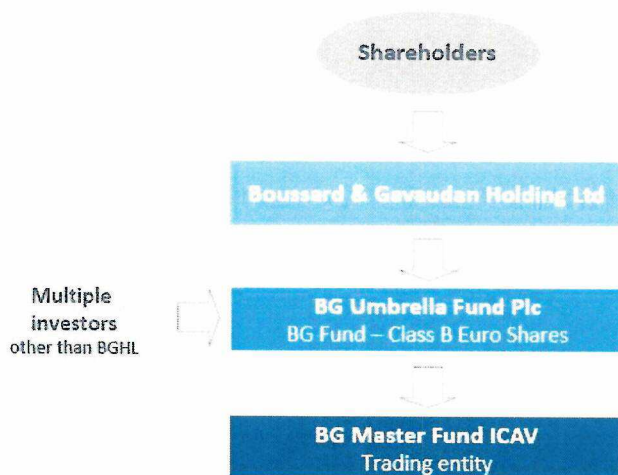 Shareholders
Boussard & Gavaudan Holding Ltd
Multiple
investors
other than BGHL
BG Umbrella Fund Plc
BG Fund – Class B Euro Shares
BG Master Fund ICAV
Trading entity